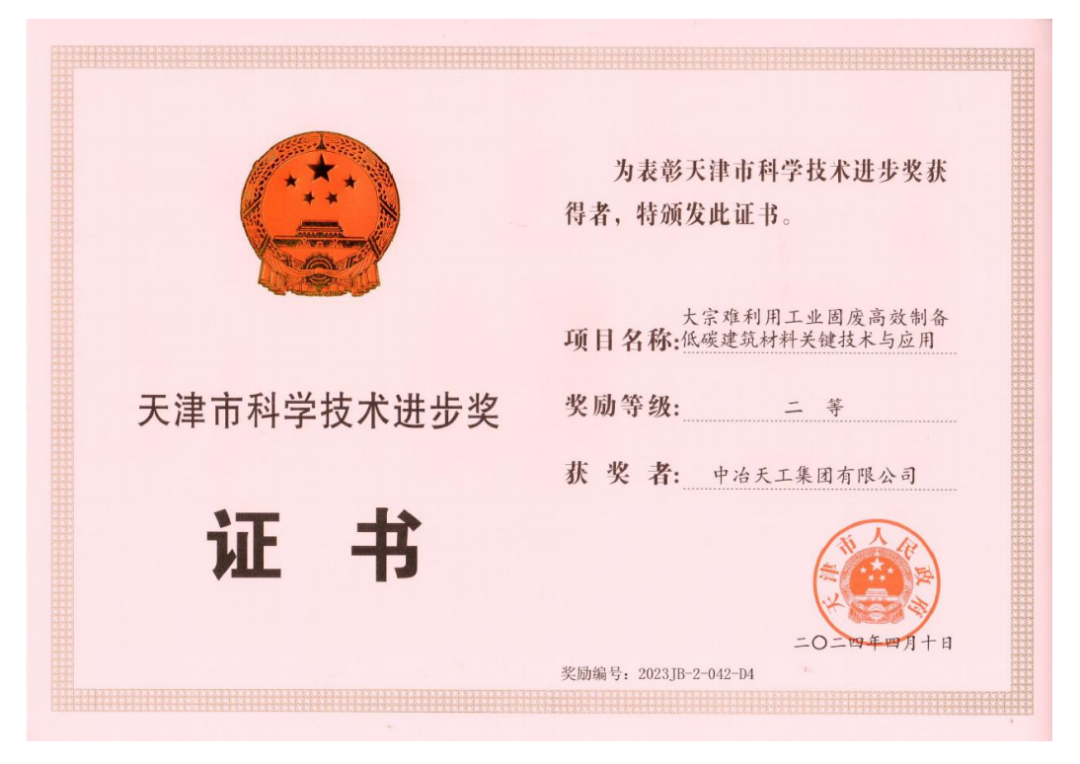 天津市科学技术进步奖
证 书
为表彰天津市科学技术进步奖获
得者，特颁发此证书。
项目名称:大宗难利用工业固废高效制备
低碳建筑材料关键技术与应用
奖励等级: 二 等
获 奖 者: 中冶天工集团有限公司
天津市人民政府
二〇二四年四月十日
奖励编号：2023JB-2-042-D4